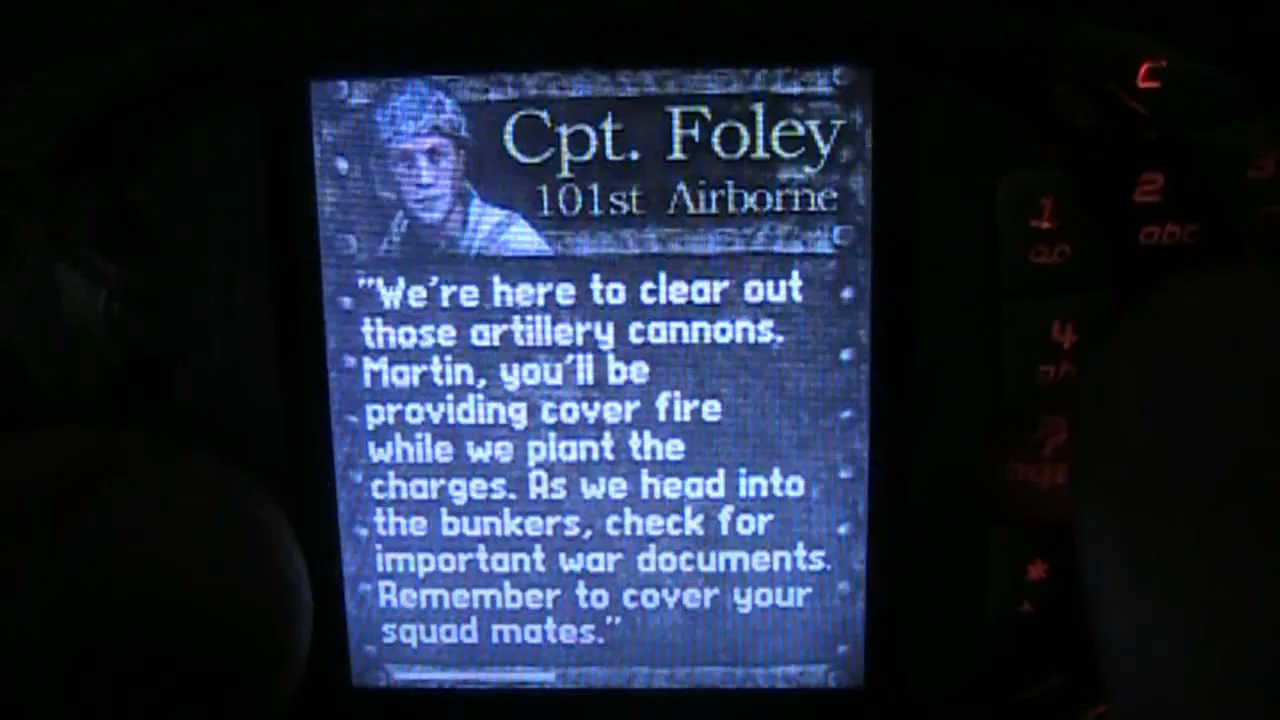 Cpt. Foley
101st Airborne
"We're here to clear out
those artillery cannons.
Martin, you'll be
providing cover fire
while we plant the
charges. As we head into
the bunkers, check for
important war documents.
Remember to cover your
squad mates."
C
1
2
abc
4
*